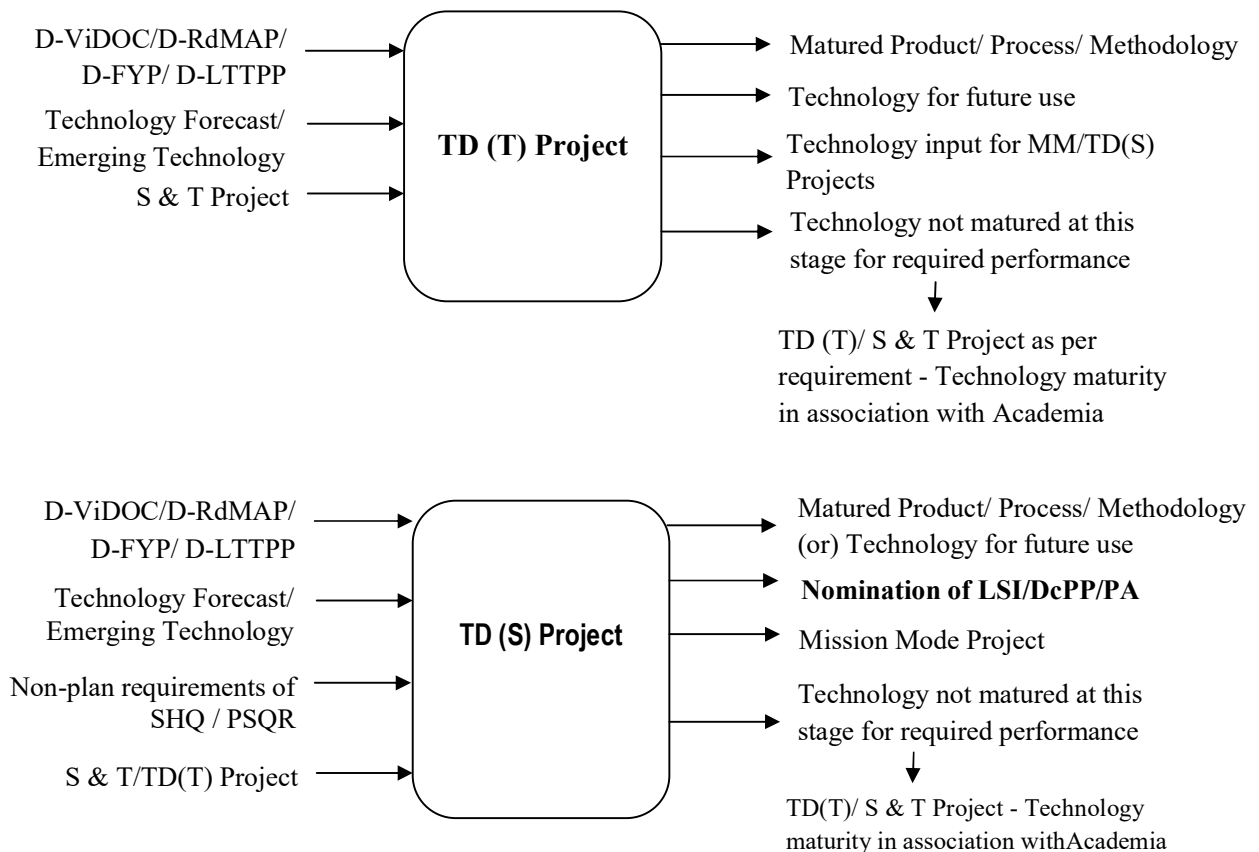 D-ViDOC/D-RdMAP/
D-FYP/ D-LTTPP
Technology Forecast/
Emerging Technology
S & T Project
TD (T) Project
Matured Product/ Process/ Methodology
Technology for future use
Technology input for MM/TD(S)
Projects
Technology not matured at this
stage for required performance
TD (T)/ S & T Project as per
requirement - Technology maturity
in association with Academia
D-ViDOC/D-RdMAP/
D-FYP/ D-LTTPP
Technology Forecast/
Emerging Technology
Non-plan requirements of
SHQ / PSQR
S & T/TD(T) Project
TD (S) Project
Matured Product/ Process/ Methodology
(or) Technology for future use
Nomination of LSI/DcPP/PA
Mission Mode Project
Technology not matured at this
stage for required performance
TD(T)/ S & T Project - Technology
maturity in association withAcademia